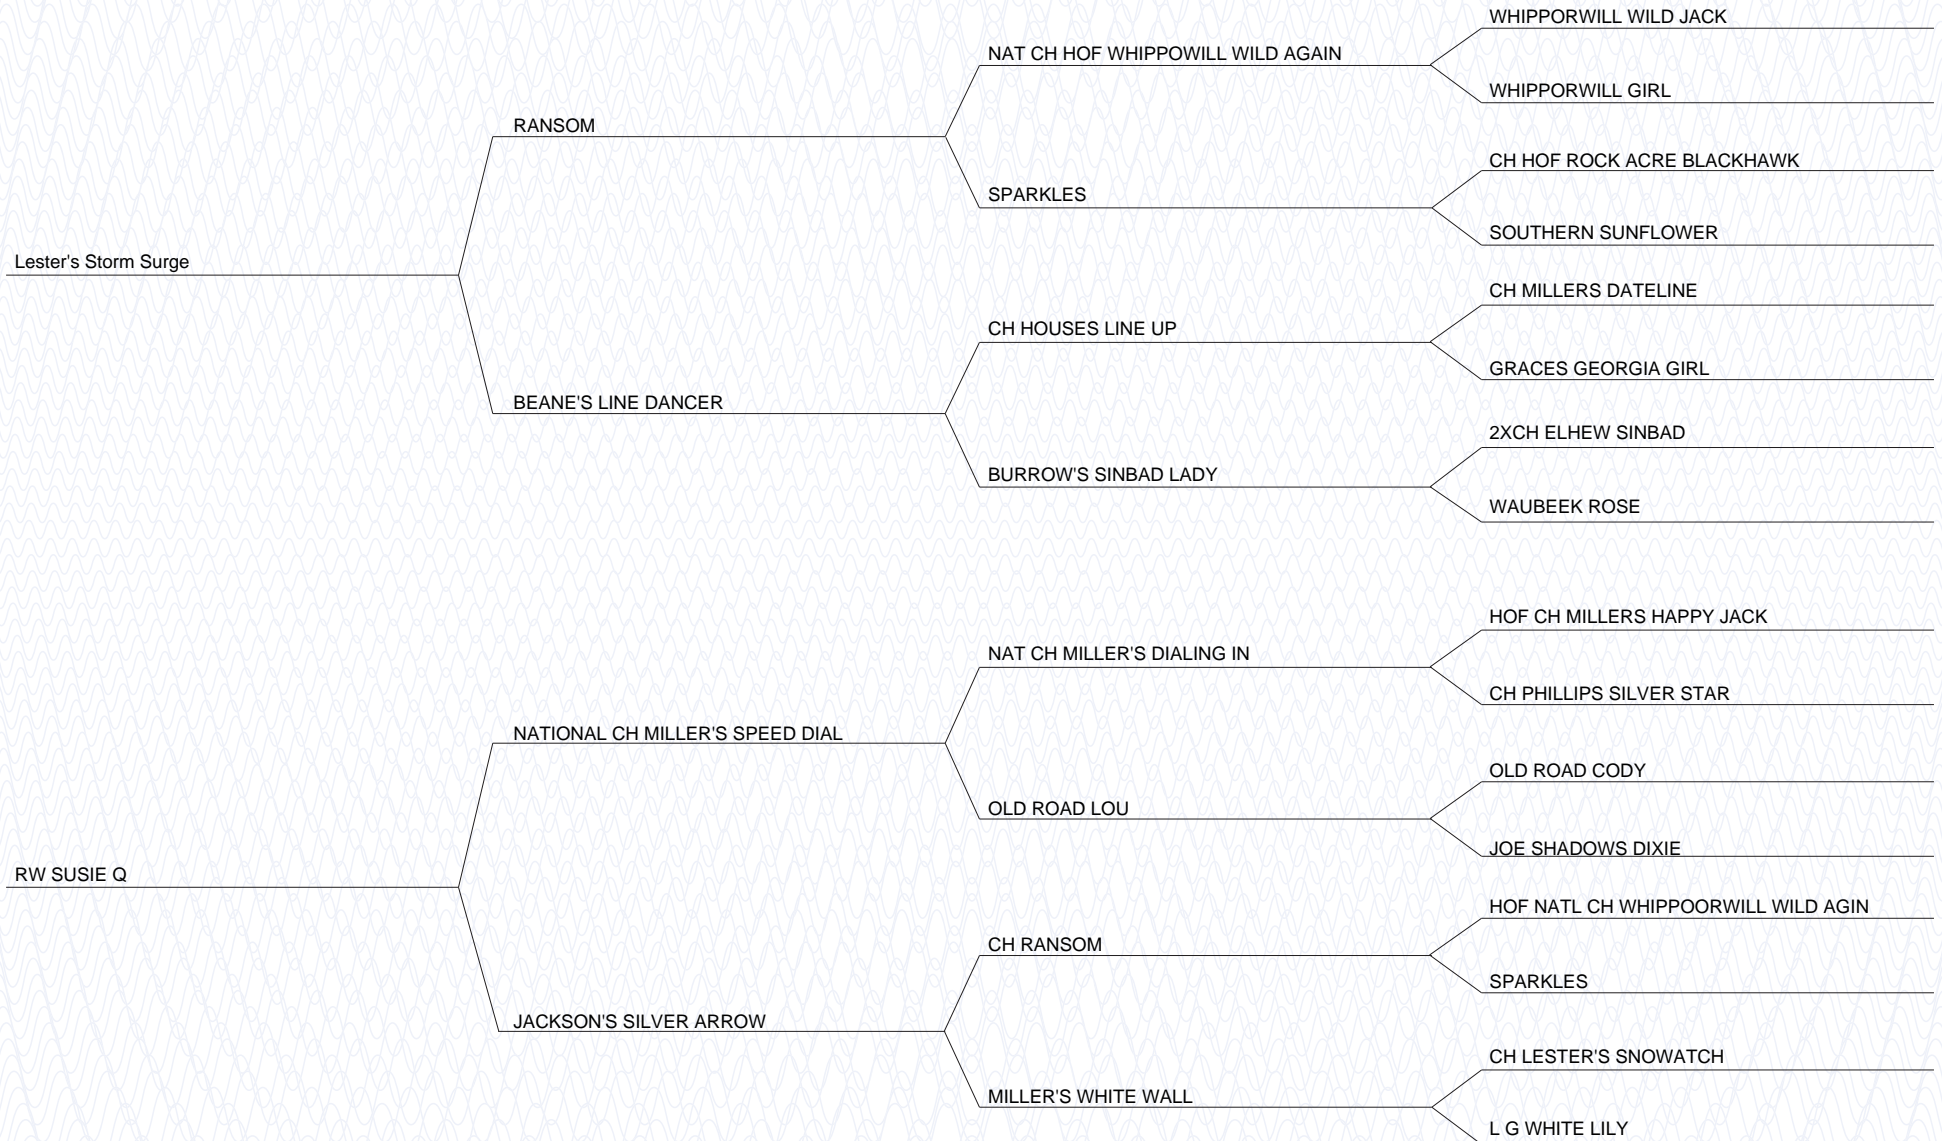 WHIPPORWILL WILD JACK
NAT CH HOF WHIPPOWILL WILD AGAIN
WHIPPORWILL GIRL
RANSOM
CH HOF ROCK ACRE BLACKHAWK
SPARKLES
SOUTHERN SUNFLOWER
Lester's Storm Surge
CH MILLERS DATELINE
CH HOUSES LINE UP
GRACES GEORGIA GIRL
BEANE'S LINE DANCER
2XCH ELHEW SINBAD
BURROW'S SINBAD LADY
WAUBEEK ROSE
HOF CH MILLERS HAPPY JACK
NAT CH MILLER'S DIALING IN
CH PHILLIPS SILVER STAR
NATIONAL CH MILLER'S SPEED DIAL
OLD ROAD CODY
OLD ROAD LOU
JOE SHADOWS DIXIE
RW SUSIE Q
HOF NATL CH WHIPPOORWILL WILD AGIN
CH RANSOM
SPARKLES
JACKSON'S SILVER ARROW
CH LESTER'S SNOWATCH
MILLER'S WHITE WALL
L G WHITE LILY